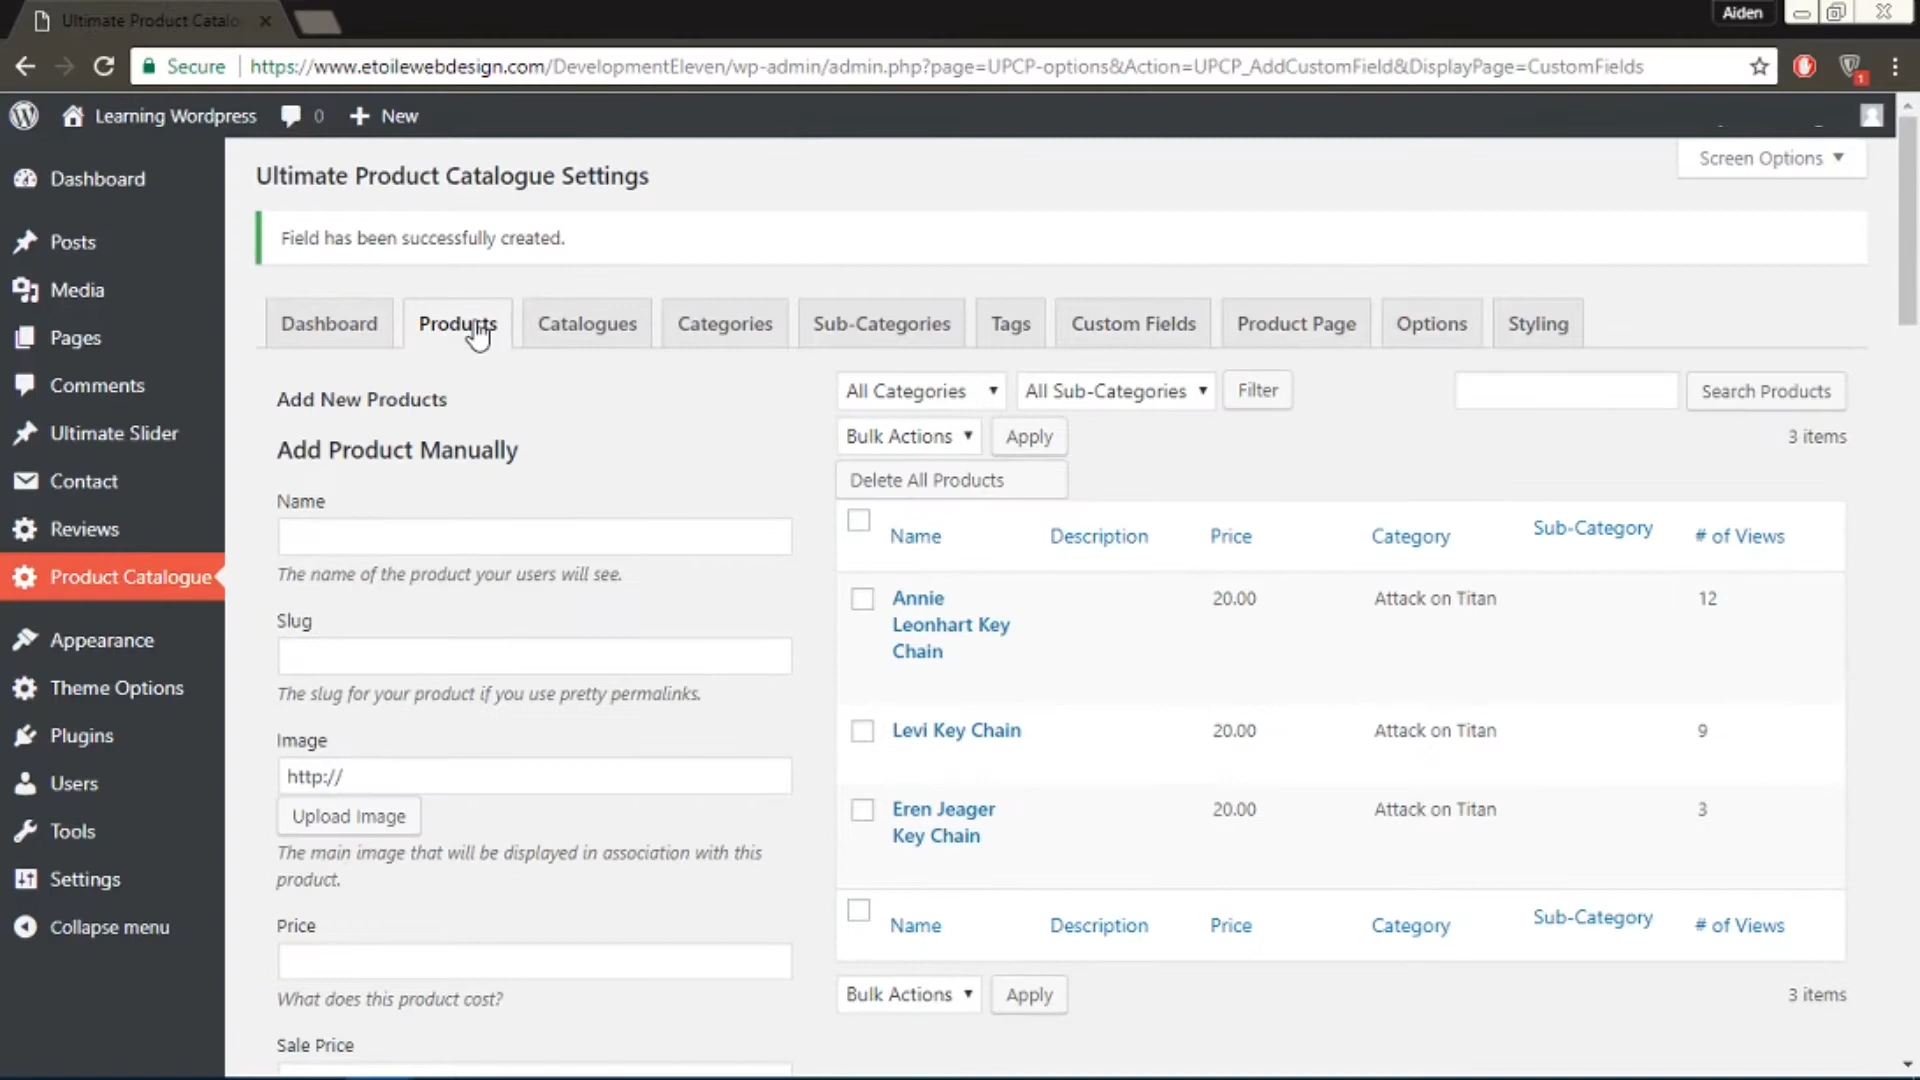 Ultimate Product Catalo
Aiden
Secure
https://www.etoilewebdesign.com/DevelopmentEleven/wp-admin/admin.php?page=UPCP-options&Action=UPCP_AddCustomField&DisplayPage=CustomFields
1
Learning Wordpress
0
New
Screen Options
Dashboard
Posts
Media
Pages
Comments
Ultimate Slider
Contact
Reviews
Product Catalogue
Appearance
Theme Options
Plugins
Users
Tools
Settings
Collapse menu
Ultimate Product Catalogue Settings
Field has been successfully created.
Dashboard
Products
Catalogues
Categories
Sub-Categories
Tags
Custom Fields
Product Page
Options
Styling
Add New Products
Add Product Manually
Name
The name of the product your users will see.
Slug
The slug for your product if you use pretty permalinks.
Image
http://
Upload Image
The main image that will be displayed in association with this
product.
Price
What does this product cost?
Sale Price
All Categories
All Sub-Categories
Filter
Search Products
Bulk Actions
Apply
3 items
Delete All Products
Name
Description
Price
Category
Sub-Category
# of Views
Annie
Leonhart Key
Chain
20.00
Attack on Titan
12
Levi Key Chain
20.00
Attack on Titan
9
Eren Jeager
Key Chain
20.00
Attack on Titan
3
Name
Description
Price
Category
Sub-Category
# of Views
Bulk Actions
Apply
3 items